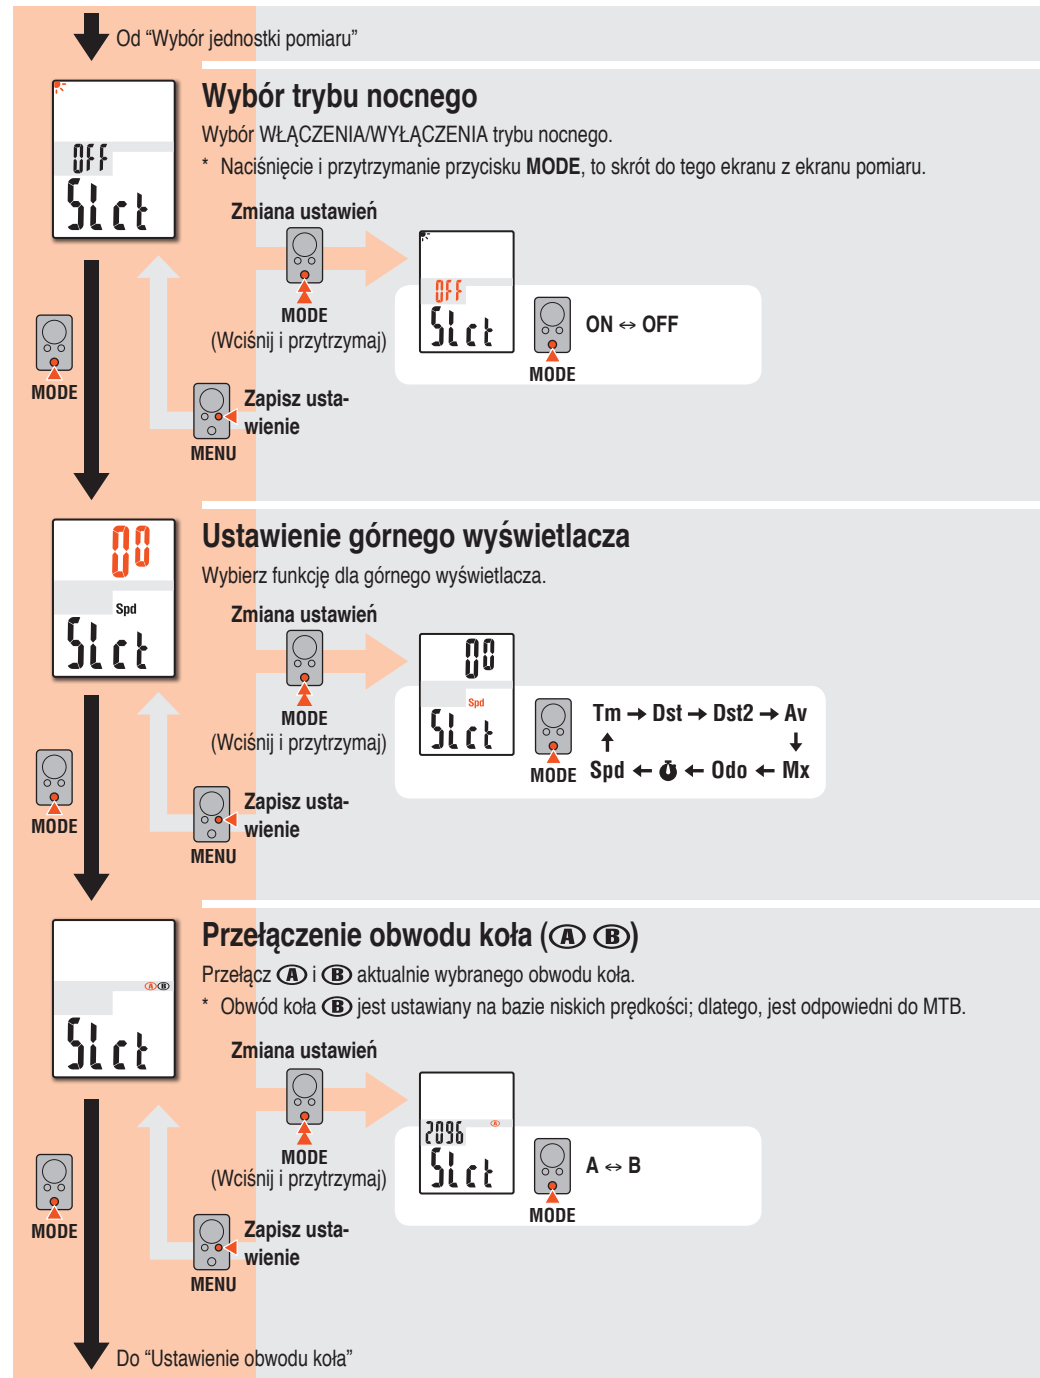 Od “Wybór jednostki pomiaru”
Wybór trybu nocnego
Wybór WŁĄCZENIA/WYŁĄCZENIA trybu nocnego.
* Naciśnięcie i przytrzymanie przycisku MODE, to skrót do tego ekranu z ekranu pomiaru.
OFF
Slct
Zmiana ustawień
MODE
(Wciśnij i przytrzymaj)
OFF
Slct
ON ↔ OFF
MODE
MODE
Zapisz usta-
wienie
MENU
Ustawienie górnego wyświetlacza
Wybierz funkcję dla górnego wyświetlacza.
00
Spd
Slct
Zmiana ustawień
MODE
(Wciśnij i przytrzymaj)
00
Spd
Slct
Tm → Dst → Dst2 → Av
↑ ↓
Spd ← ⏱ ← Odo ← Mx
MODE
MODE
Zapisz usta-
wienie
MENU
Przełączenie obwodu koła (Ⓐ Ⓑ)
Przełącz Ⓐ i Ⓑ aktualnie wybranego obwodu koła.
* Obwód koła Ⓑ jest ustawiany na bazie niskich prędkości; dlatego, jest odpowiedni do MTB.
Ⓐ Ⓑ
Slct
Zmiana ustawień
MODE
(Wciśnij i przytrzymaj)
2096 Ⓐ
Slct
A ↔ B
MODE
MODE
Zapisz usta-
wienie
MENU
Do “Ustawienie obwodu koła”